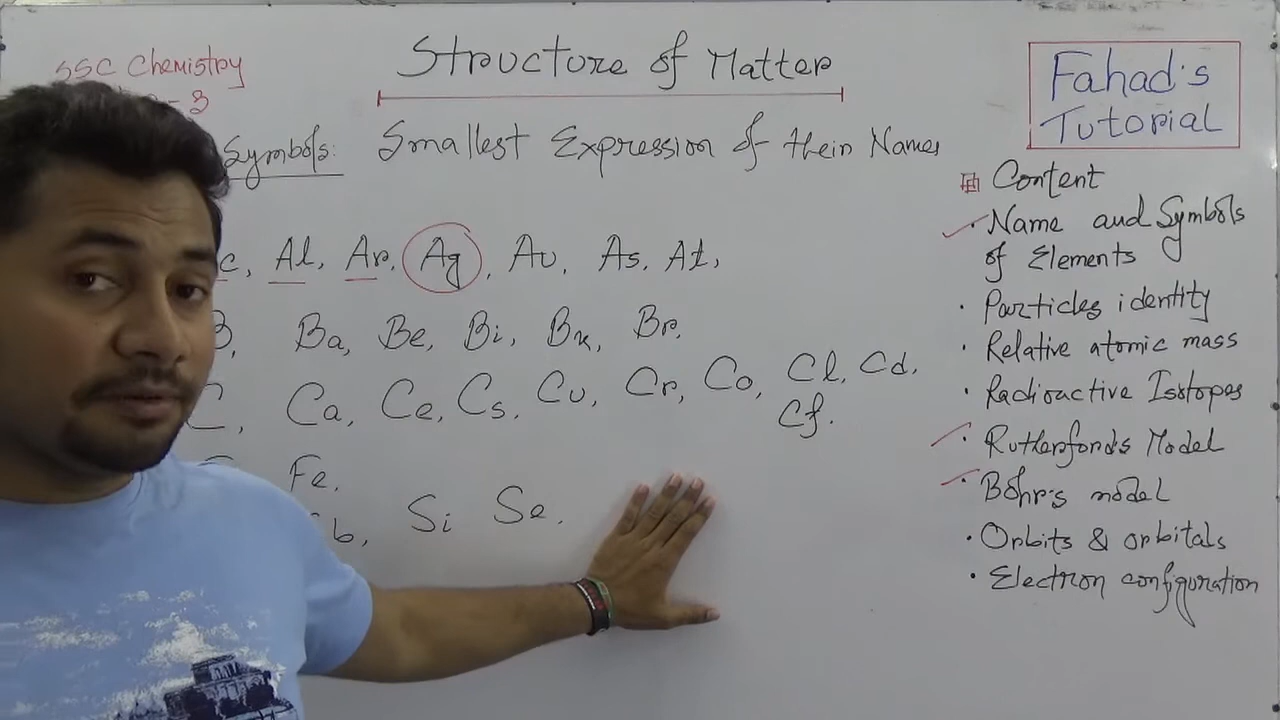 SSC Chemistry
- 3
Structure of Matter
Symbols: Smallest Expression of their Names
c, Al, Ar, Ag, Au, As, At,
B, Ba, Be, Bi, Bk, Br,
C, Ca, Ce, Cs, Cu, Cr, Co, Cl, Cd,
Cf.
Fe,
b, Si, Se.
Fahad's
Tutorial
Content
· Name and Symbols
of Elements
· Particles identity
· Relative atomic mass
· Radioactive Isotopes
· Rutherford's Model
· Bohr's model
· Orbits & orbitals
· Electron configuration